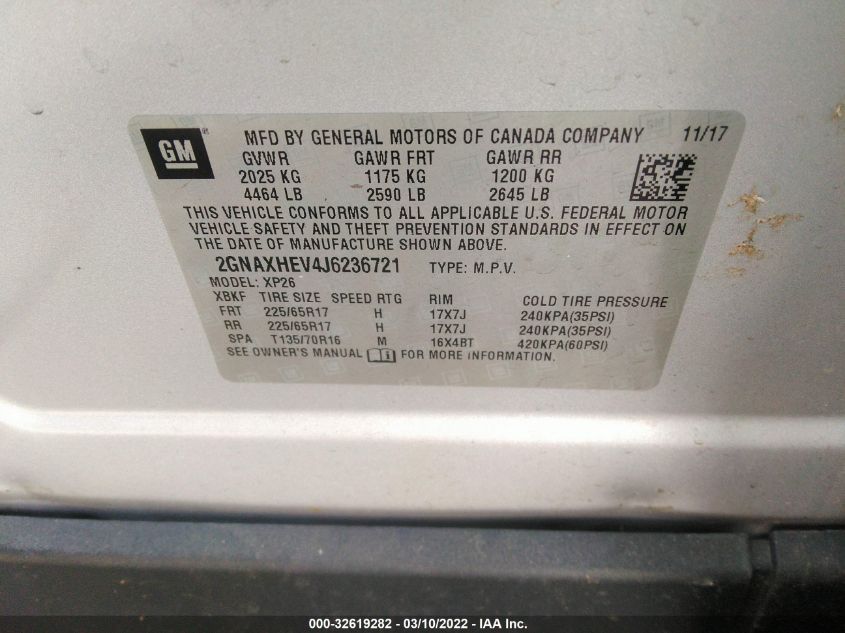 GM ® MFD BY GENERAL MOTORS OF CANADA COMPANY 11/17
GVWR GAWR FRT GAWR RR
2025 KG 1175 KG 1200 KG
4464 LB 2590 LB 2645 LB
THIS VEHICLE CONFORMS TO ALL APPLICABLE U.S. FEDERAL MOTOR
VEHICLE SAFETY AND THEFT PREVENTION STANDARDS IN EFFECT ON
THE DATE OF MANUFACTURE SHOWN ABOVE.
2GNAXHEV4J6236721 TYPE: M.P.V.
MODEL: XP26
XBKF TIRE SIZE SPEED RTG RIM COLD TIRE PRESSURE
FRT 225/65R17 H 17X7J 240KPA(35PSI)
RR 225/65R17 H 17X7J 240KPA(35PSI)
SPA T135/70R16 M 16X4BT 420KPA(60PSI)
SEE OWNER'S MANUAL FOR MORE INFORMATION.
000-32619282 - 03/10/2022 - IAA Inc.